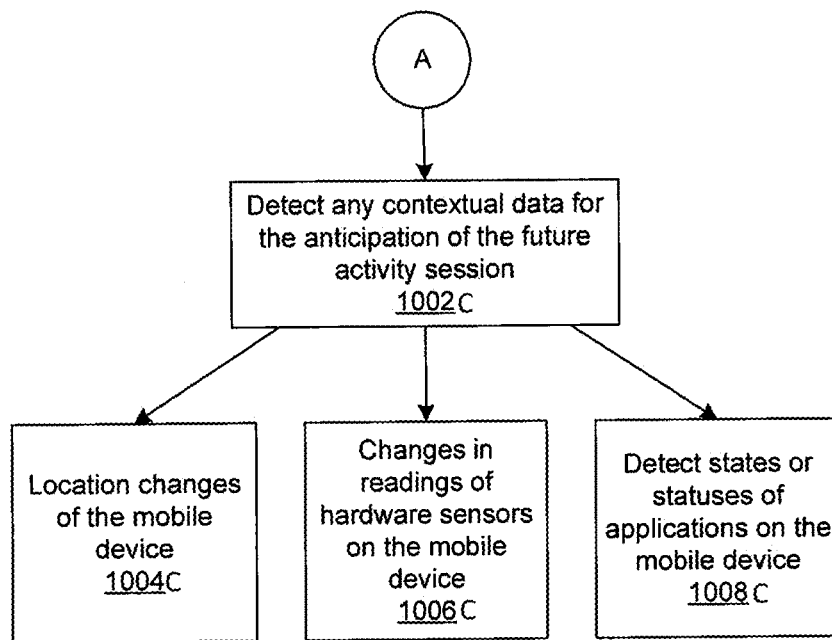 A
Detect any contextual data for
the anticipation of the future
activity session
1002C
Location changes
of the mobile
device
1004C
Changes in
readings of
hardware sensors
on the mobile
device
1006C
Detect states or
statuses of
applications on the
mobile device
1008C